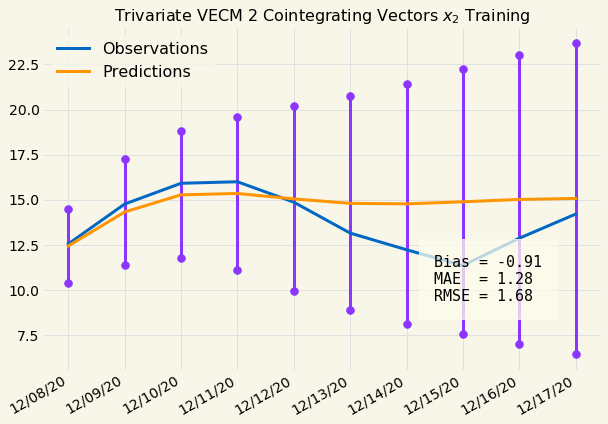 Trivariate VECM 2 Cointegrating Vectors x₂ Training
Observations
Predictions
22.5
20.0
17.5
15.0
12.5
10.0
7.5
Bias = -0.91
MAE  = 1.28
RMSE = 1.68
12/08/20
12/09/20
12/10/20
12/11/20
12/12/20
12/13/20
12/14/20
12/15/20
12/16/20
12/17/20